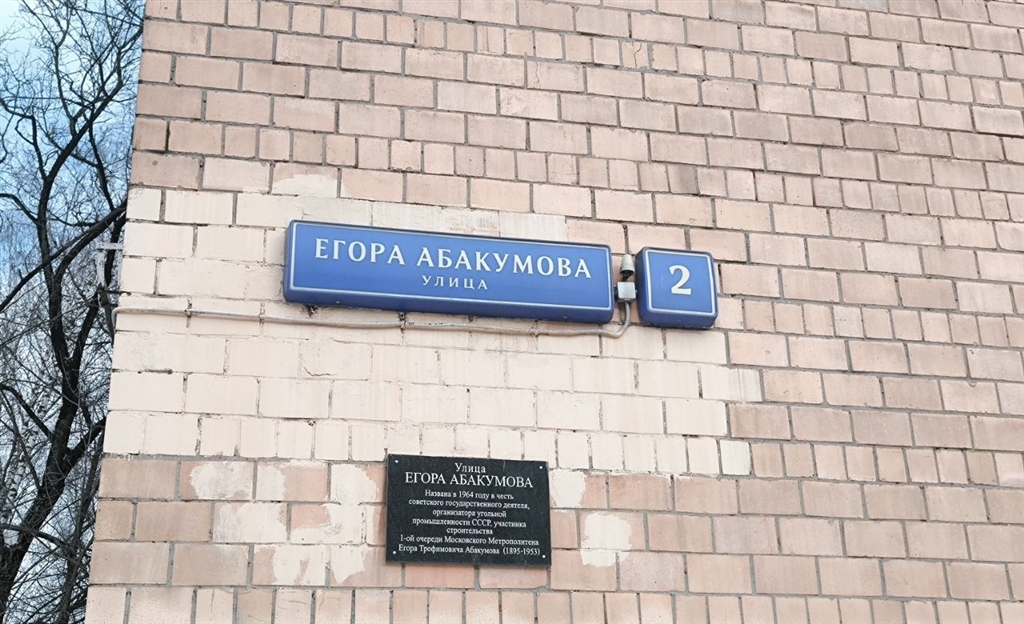 ЕГОРА АБАКУМОВА
УЛИЦА
2
Улица
ЕГОРА АБАКУМОВА
Названа в 1964 году в честь
советского государственного деятеля,
организатора угольной
промышленности СССР, участника
строительства
1-ой очереди Московского Метрополитена
Егора Трофимовича Абакумова (1895-1953)